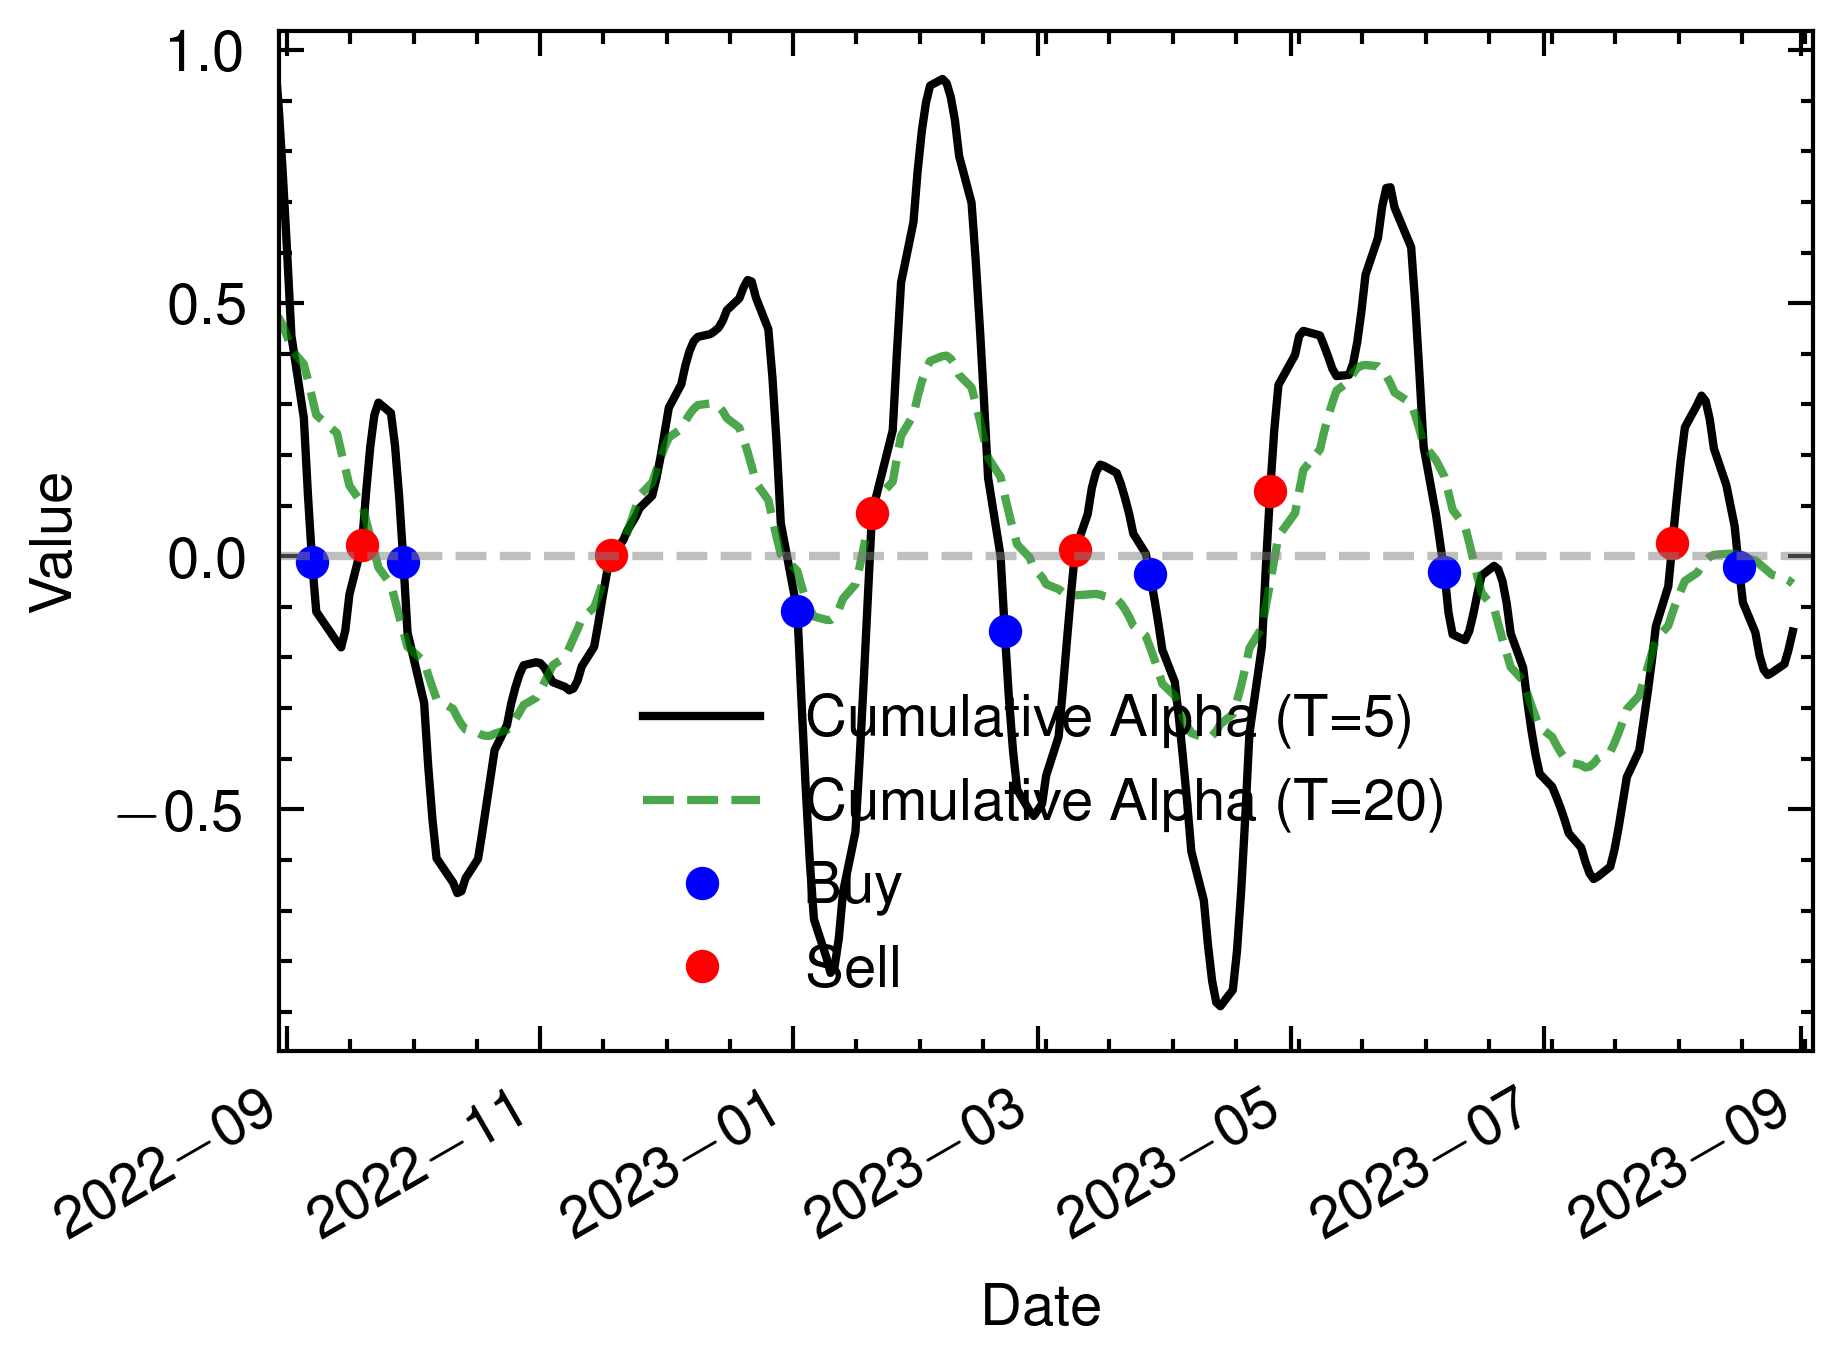 1.0
0.5
0.0
−0.5
Value
Cumulative Alpha (T=5)
Cumulative Alpha (T=20)
Buy
Sell
2022−09
2022−11
2023−01
2023−03
2023−05
2023−07
2023−09
Date